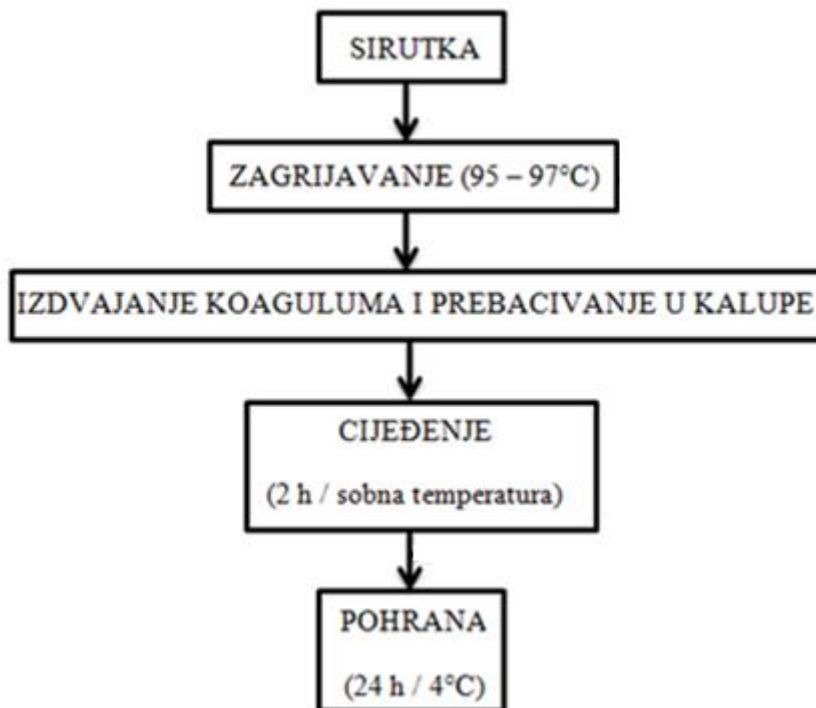 SIRUTKA
ZAGRIJAVANJE (95 – 97°C)
IZDVAJANJE KOAGULUMA I PREBACIVANJE U KALUPE
CIJEĐENJE
(2 h / sobna temperatura)
POHRANA
(24 h / 4°C)